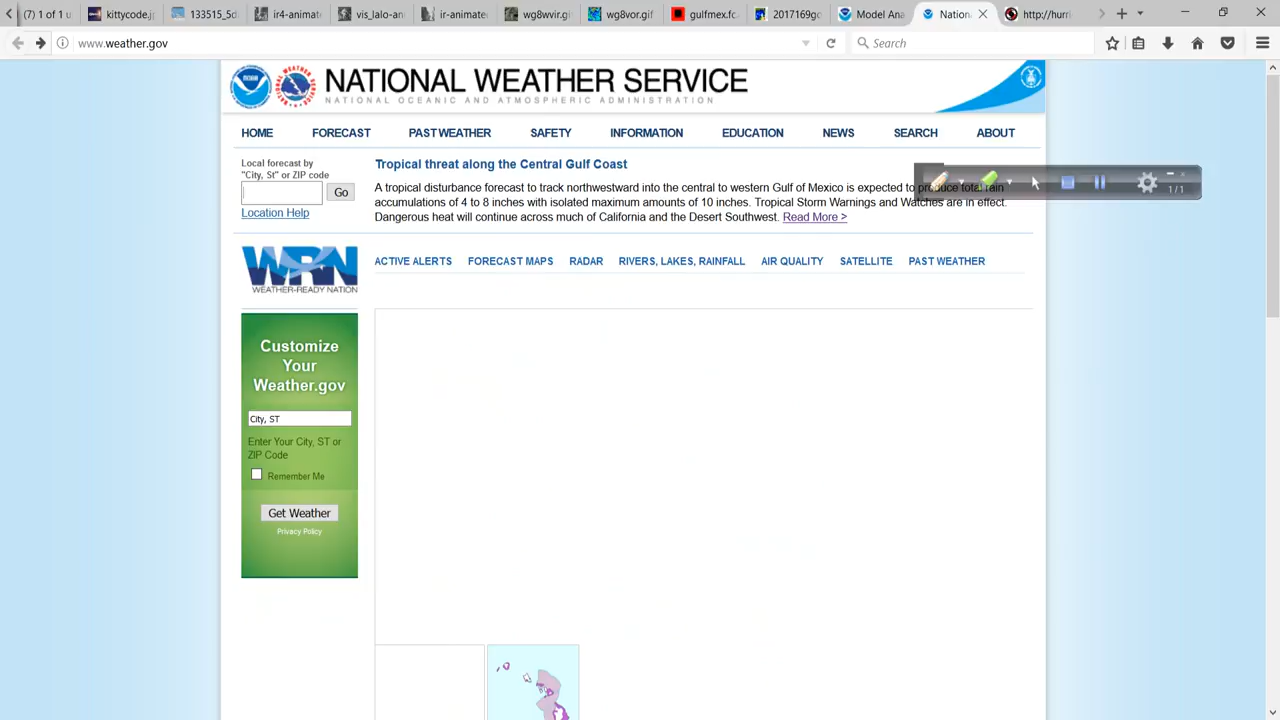 (7) (1) of 1
kittycode.j
133515_5d
ir4-animate
vis_lalo-an
ir-animate
wg8wvir.gi
wg8vor.gif
gulfmex.fc
2017169go
Model Ana
Nation
http://hurri
www.weather.gov
Search
NATIONAL WEATHER SERVICE
NATIONAL OCEANIC AND ATMOSPHERIC ADMINISTRATION
HOME FORECAST PAST WEATHER SAFETY INFORMATION EDUCATION NEWS SEARCH ABOUT
Local forecast by
"City, St" or ZIP code
Go
Location Help
Tropical threat along the Central Gulf Coast
A tropical disturbance forecast to track northwestward into the central to western Gulf of Mexico is expected to produce total rain
accumulations of 4 to 8 inches with isolated maximum amounts of 10 inches. Tropical Storm Warnings and Watches are in effect.
Dangerous heat will continue across much of California and the Desert Southwest. Read More >
1/1
WRN
WEATHER-READY NATION
ACTIVE ALERTS FORECAST MAPS RADAR RIVERS, LAKES, RAINFALL AIR QUALITY SATELLITE PAST WEATHER
Customize
Your
Weather.gov
City, ST
Enter Your City, ST or
ZIP Code
Remember Me
Get Weather
Privacy Policy